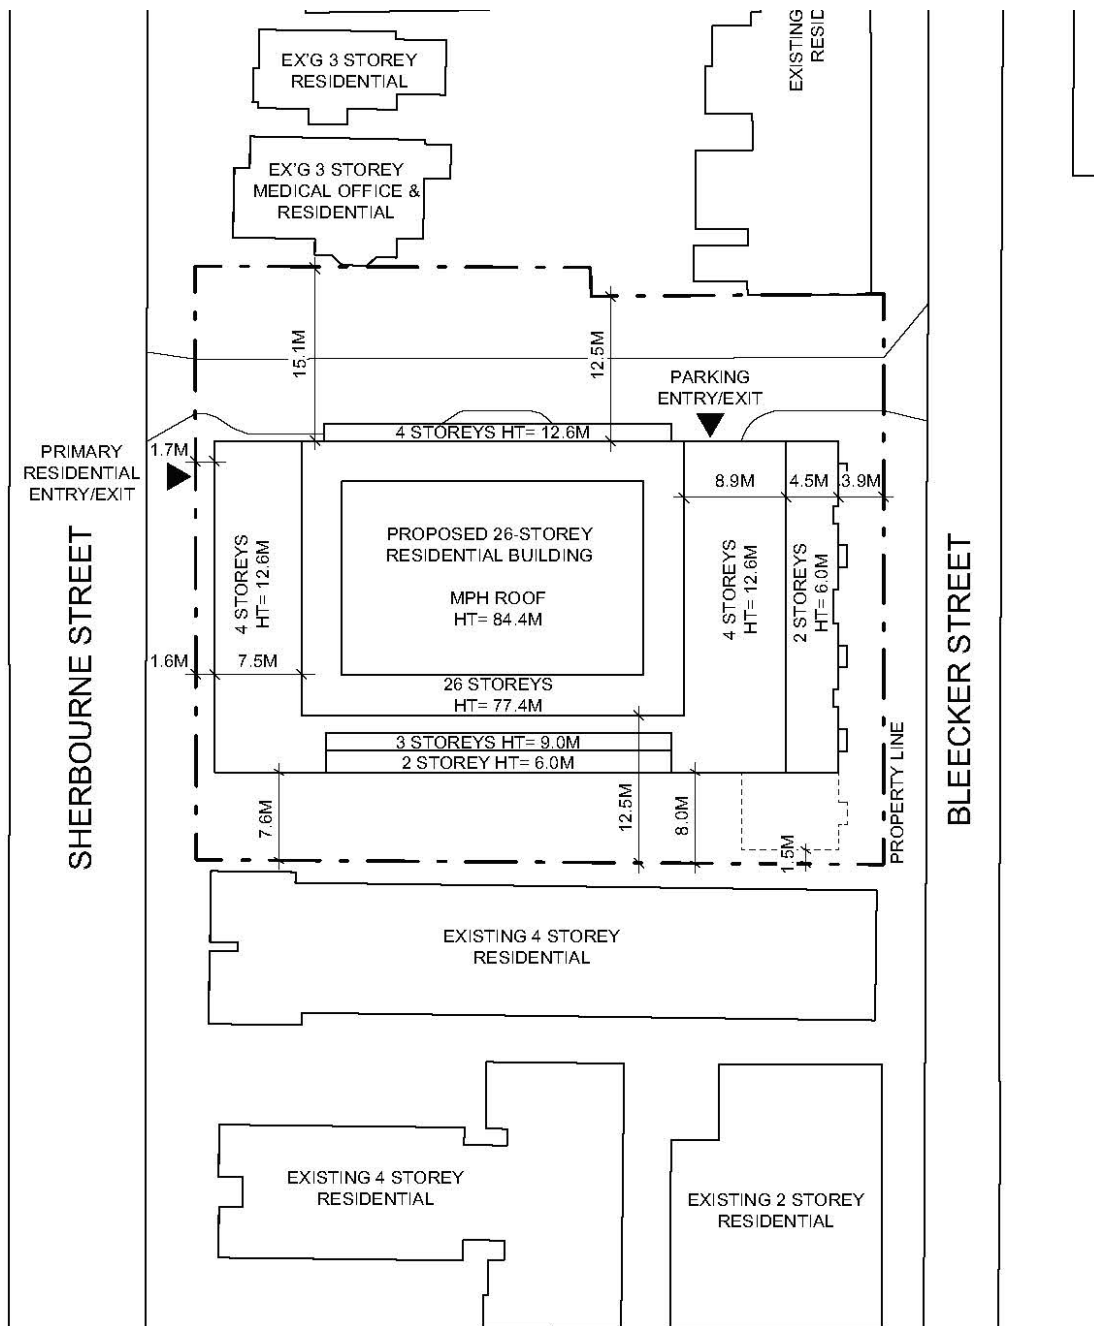 EXISTING
RESID
EX'G 3 STOREY
RESIDENTIAL
EX'G 3 STOREY
MEDICAL OFFICE &
RESIDENTIAL
15.1M
12.5M
PARKING
ENTRY/EXIT
4 STOREYS HT= 12.6M
1.7M
PRIMARY
RESIDENTIAL
ENTRY/EXIT
8.9M
4.5M
3.9M
PROPOSED 26-STOREY
RESIDENTIAL BUILDING
MPH ROOF
HT= 84.4M
4 STOREYS
HT= 12.6M
4 STOREYS
HT= 12.6M
2 STOREYS
HT= 6.0M
1.6M
7.5M
26 STOREYS
HT= 77.4M
SHERBOURNE STREET
BLEECKER STREET
3 STOREYS HT= 9.0M
2 STOREY HT= 6.0M
7.6M
12.5M
8.0M
1.5M
PROPERTY LINE
EXISTING 4 STOREY
RESIDENTIAL
EXISTING 4 STOREY
RESIDENTIAL
EXISTING 2 STOREY
RESIDENTIAL